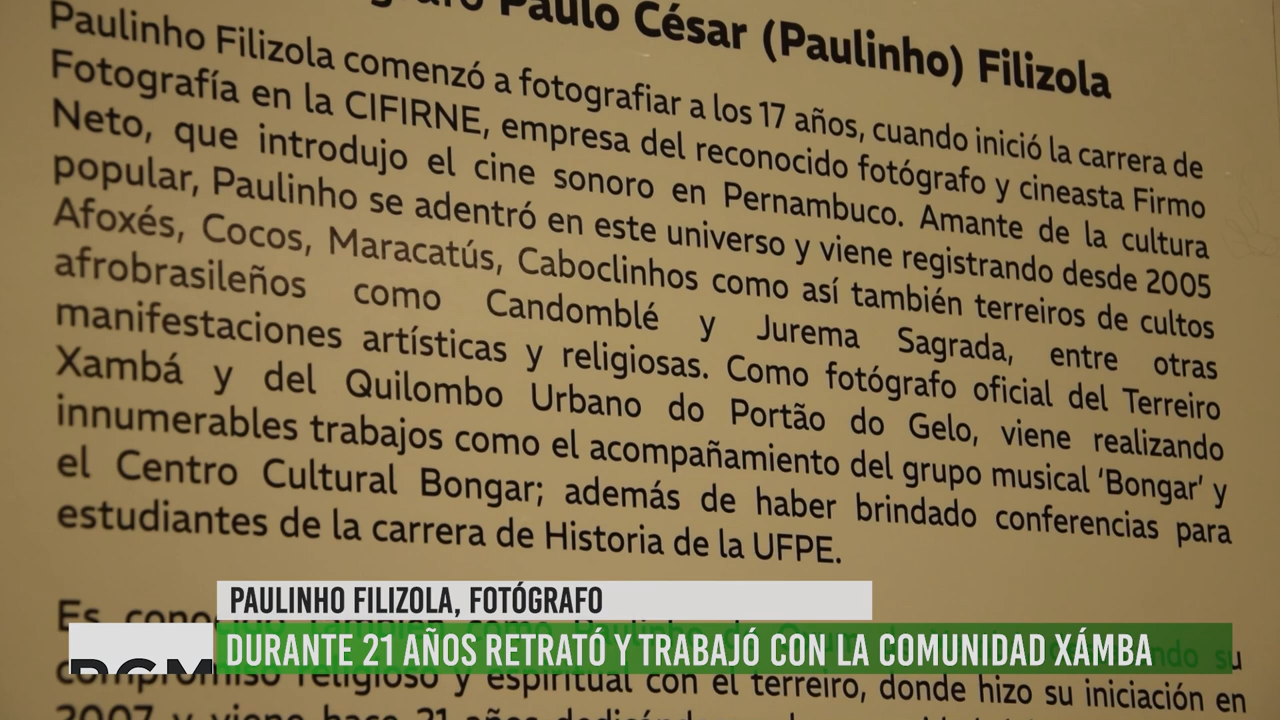 Paulo César (Paulinho) Filizola
Paulinho Filizola comenzó a fotografiar a los 17 años, cuando inició la carrera de
Fotografía en la CIFIRNE, empresa del reconocido fotógrafo y cineasta Firmo
Neto, que introdujo el cine sonoro en Pernambuco. Amante de la cultura
popular, Paulinho se adentró en este universo y viene registrando desde 2005
Afoxés, Cocos, Maracatús, Caboclinhos como así también terreiros de cultos
afrobrasileños como Candomblé y Jurema Sagrada, entre otras
manifestaciones artísticas y religiosas. Como fotógrafo oficial del Terreiro
Xambá y del Quilombo Urbano do Portão do Gelo, viene realizando
innumerables trabajos como el acompañamiento del grupo musical ‘Bongar’ y
el Centro Cultural Bongar; además de haber brindado conferencias para
estudiantes de la carrera de Historia de la UFPE.
PAULINHO FILIZOLA, FOTÓGRAFO
DURANTE 21 AÑOS RETRATÓ Y TRABAJÓ CON LA COMUNIDAD XÁMBA
Es su
compromiso religioso y espiritual con el terreiro, donde hizo su iniciación en
2007 y viene hace 21 años